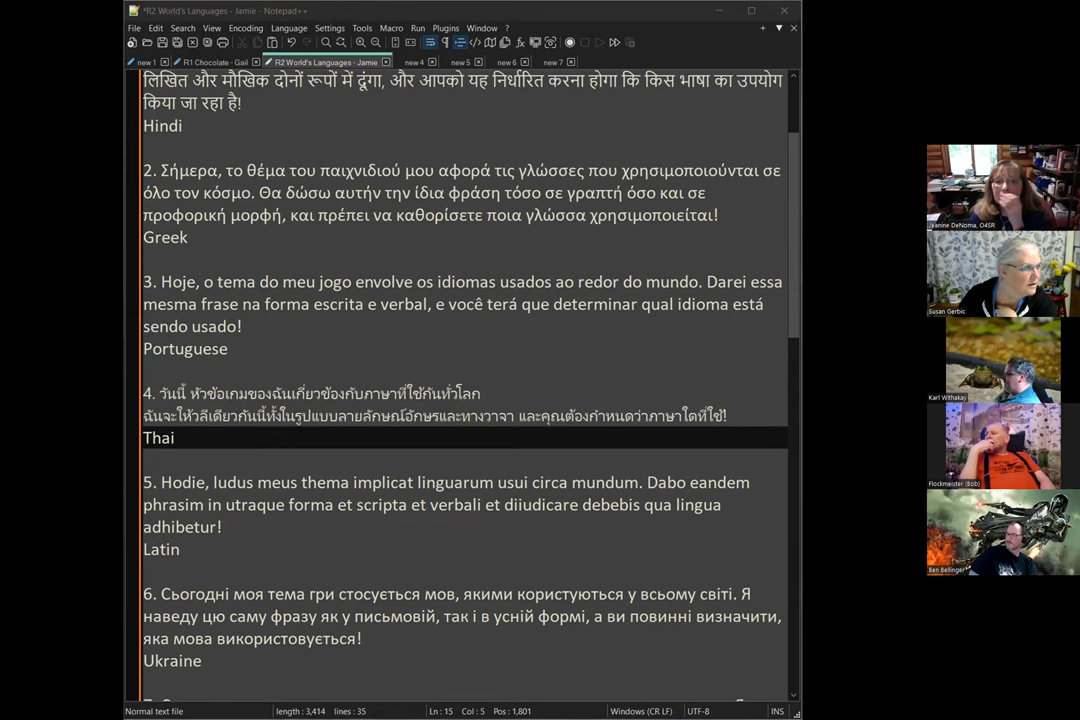 *R2 World's Languages - Jamie - Notepad++
File Edit Search View Encoding Language Settings Tools Macro Run Plugins Window ?
new 1 R1 Chocolate - Gail R2 World's Languages - Jamie new 4 new 5 new 6 new 7
लिखित और मौखिक दोनों रूपों में दूंगा, और आपको यह निर्धारित करना होगा कि किस भाषा का उपयोग
किया जा रहा है!
Hindi
2. Σήμερα, το θέμα του παιχνιδιού μου αφορά τις γλώσσες που χρησιμοποιούνται σε
όλο τον κόσμο. Θα δώσω αυτήν την ίδια φράση τόσο σε γραπτή όσο και σε
προφορική μορφή, και πρέπει να καθορίσετε ποια γλώσσα χρησιμοποιείται!
Greek
3. Hoje, o tema do meu jogo envolve os idiomas usados ao redor do mundo. Darei essa
mesma frase na forma escrita e verbal, e você terá que determinar qual idioma está
sendo usado!
Portuguese
4. วันนี้ หัวข้อเกมของฉันเกี่ยวข้องกับภาษาที่ใช้กันทั่วโลก
ฉันจะให้วลีเดียวกันนี้ทั้งในรูปแบบลายลักษณ์อักษรและทางวาจา และคุณต้องกำหนดว่าภาษาใดที่ใช้!
Thai
5. Hodie, ludus meus thema implicat linguarum usui circa mundum. Dabo eandem
phrasim in utraque forma et scripta et verbali et diiudicare debebis qua lingua
adhibetur!
Latin
6. Сьогодні моя тема гри стосується мов, якими користуються у всьому світі. Я
наведу цю саму фразу як у письмовій, так і в усній формі, а ви повинні визначити,
яка мова використовується!
Ukraine
Normal text file length : 3,414 lines : 35 Ln : 15 Col : 5 Pos : 1,801 Windows (CR LF) UTF-8 INS
Jeanine DeNoma, O4SR
Susan Gerbic
Karl Withakay
Flockmeister (Bob)
Ben Bellinger